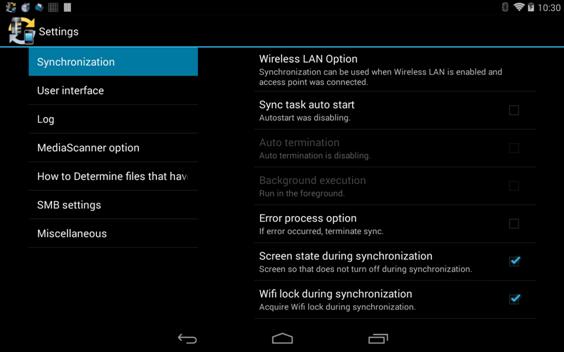 10:30
Settings
Synchronization
User interface
Log
MediaScanner option
How to Determine files that hav
SMB settings
Miscellaneous
Wireless LAN Option
Synchronization can be used when Wireless LAN is enabled and
access point was connected.
Sync task auto start
Autostart was disabling.
Auto termination
Auto termination is disabling.
Background execution
Run in the foreground.
Error process option
If error occurred, terminate sync.
Screen state during synchronization
Screen so that does not turn off during synchronization.
Wifi lock during synchronization
Acquire Wifi lock during synchronization.